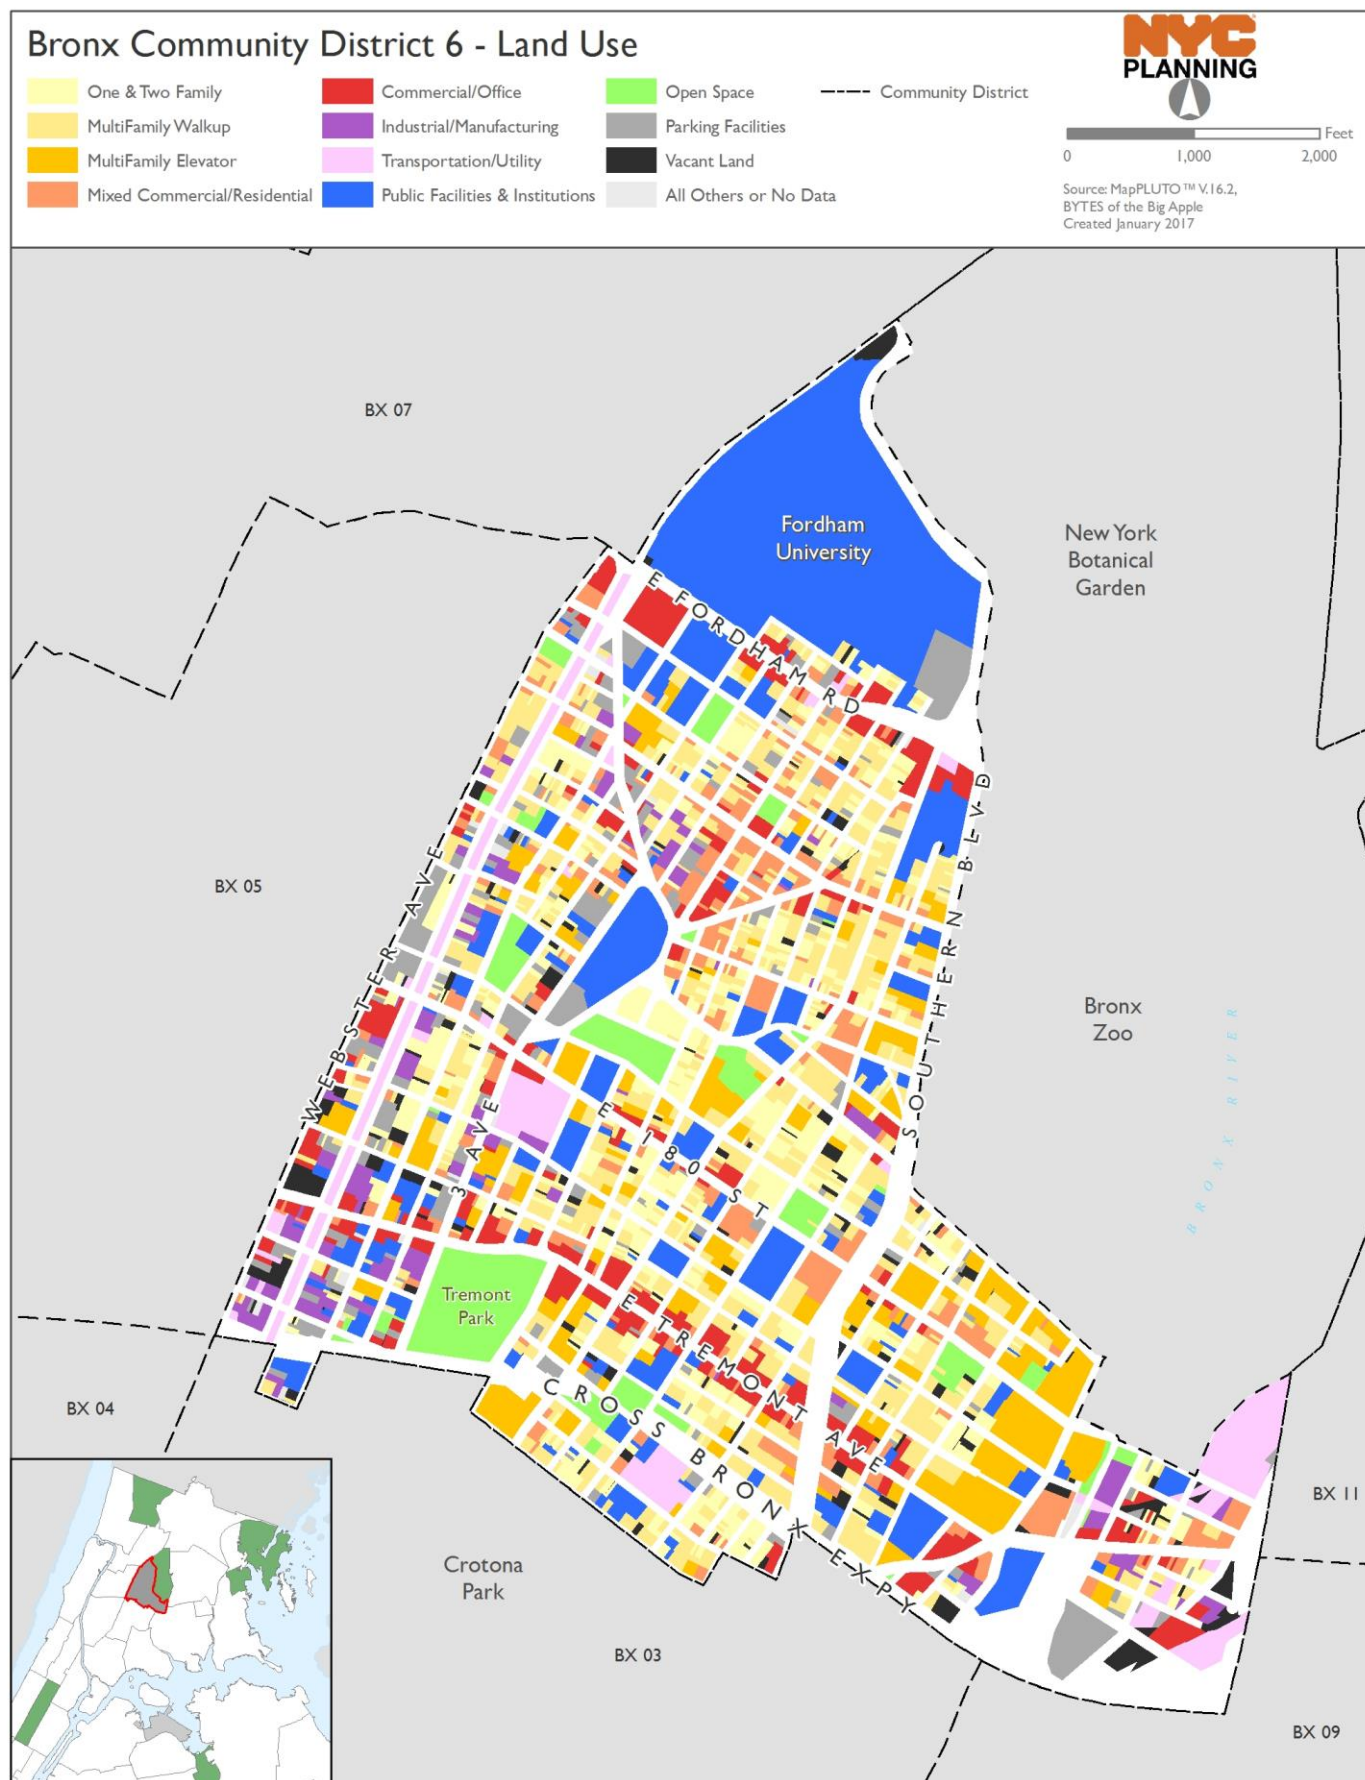 Bronx Community District 6 - Land Use
One & Two Family
MultiFamily Walkup
MultiFamily Elevator
Mixed Commercial/Residential
Commercial/Office
Industrial/Manufacturing
Transportation/Utility
Public Facilities & Institutions
Open Space
Parking Facilities
Vacant Land
All Others or No Data
Community District
NYC
PLANNING
Feet
0 1,000 2,000
Source: MapPLUTO™ V.16.2,
BYTES of the Big Apple
Created January 2017
BX 07
Fordham
University
New York
Botanical
Garden
E FORDHAM RD
BX 05
WEBSTER AVE
SOUTHERN BLVD
Bronx
Zoo
BRONX RIVER
3 AVE
E 180 ST
Tremont
Park
E TREMONT AVE
CROSS BRONX EXPY
BX 04
BX 11
Crotona
Park
BX 03
BX 09